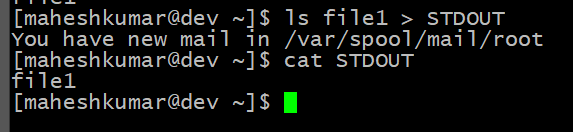 file1
[maheshkumar@dev ~]$ ls file1 > STDOUT
You have new mail in /var/spool/mail/root
[maheshkumar@dev ~]$ cat STDOUT
file1
[maheshkumar@dev ~]$